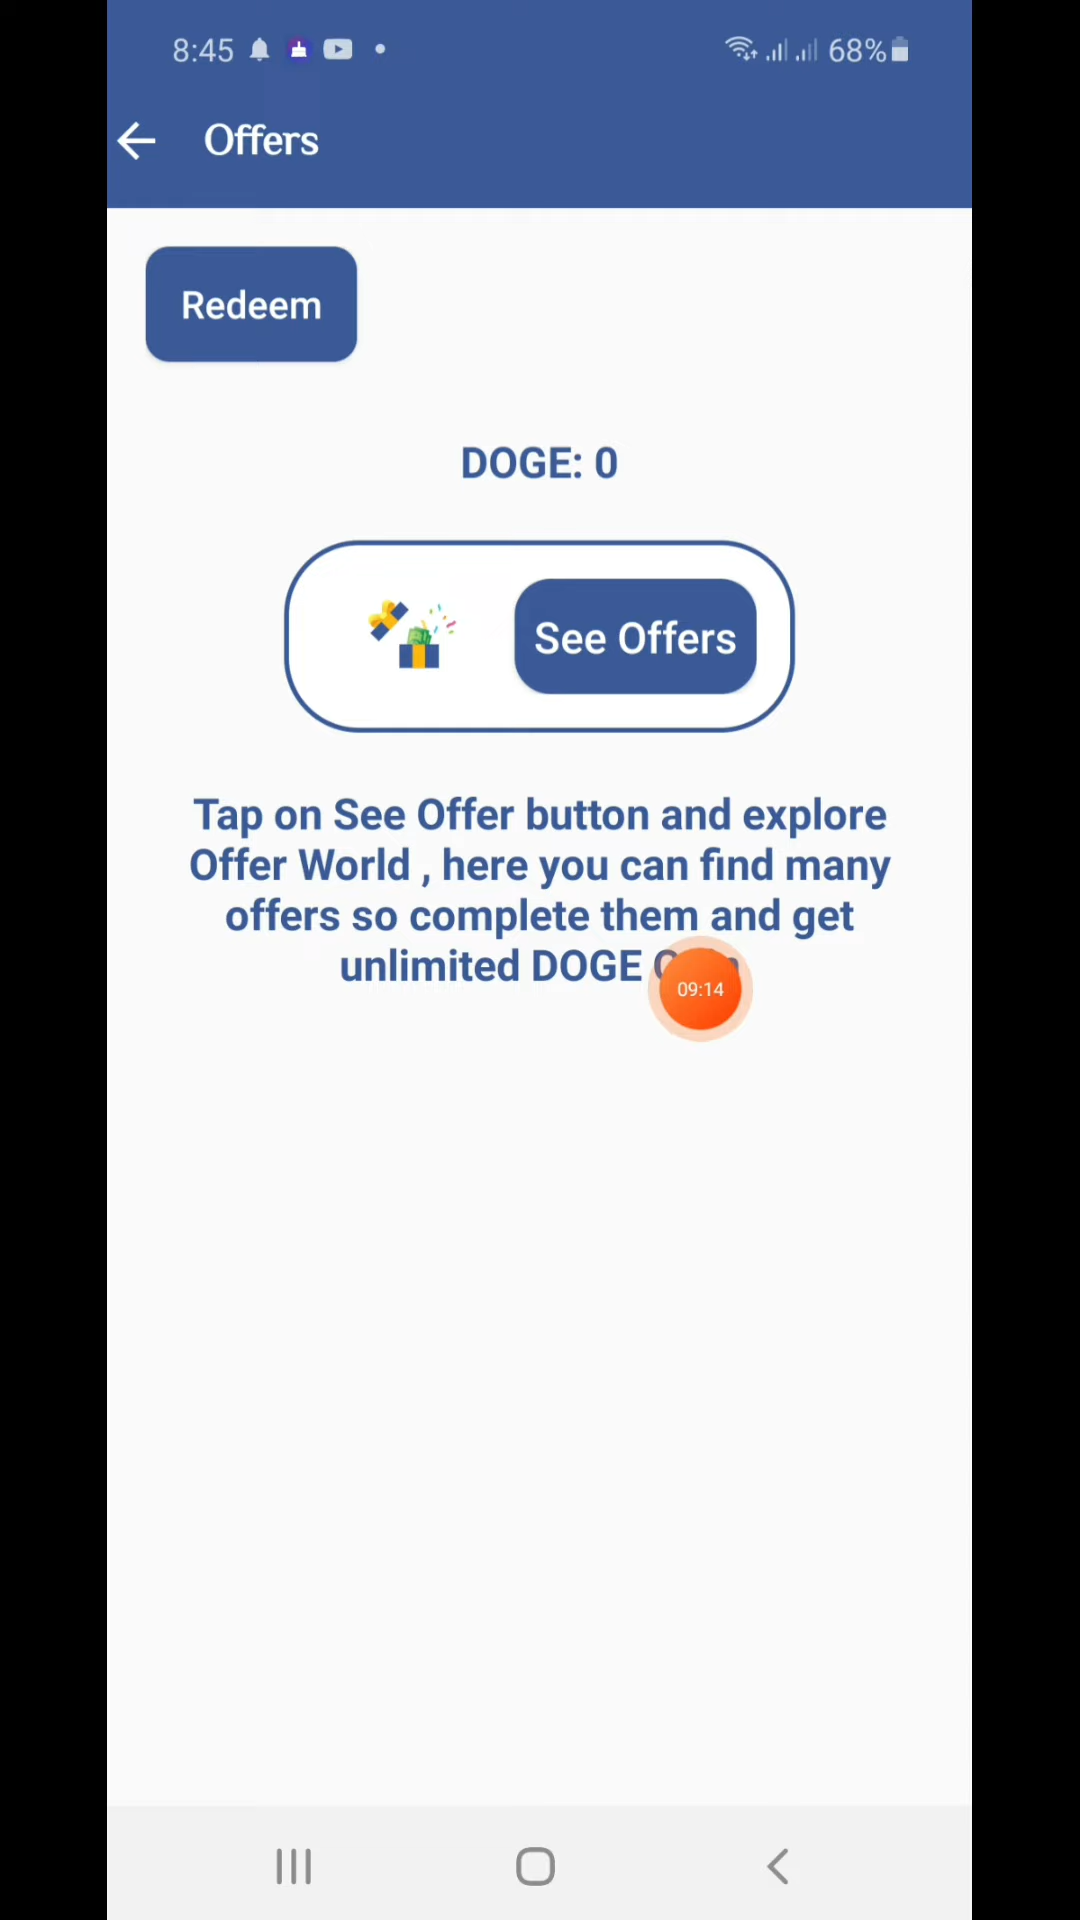 8:45
68%
Offers
Redeem
DOGE: 0
See Offers
Tap on See Offer button and explore
Offer World , here you can find many
offers so complete them and get
unlimited DOGE
09:14